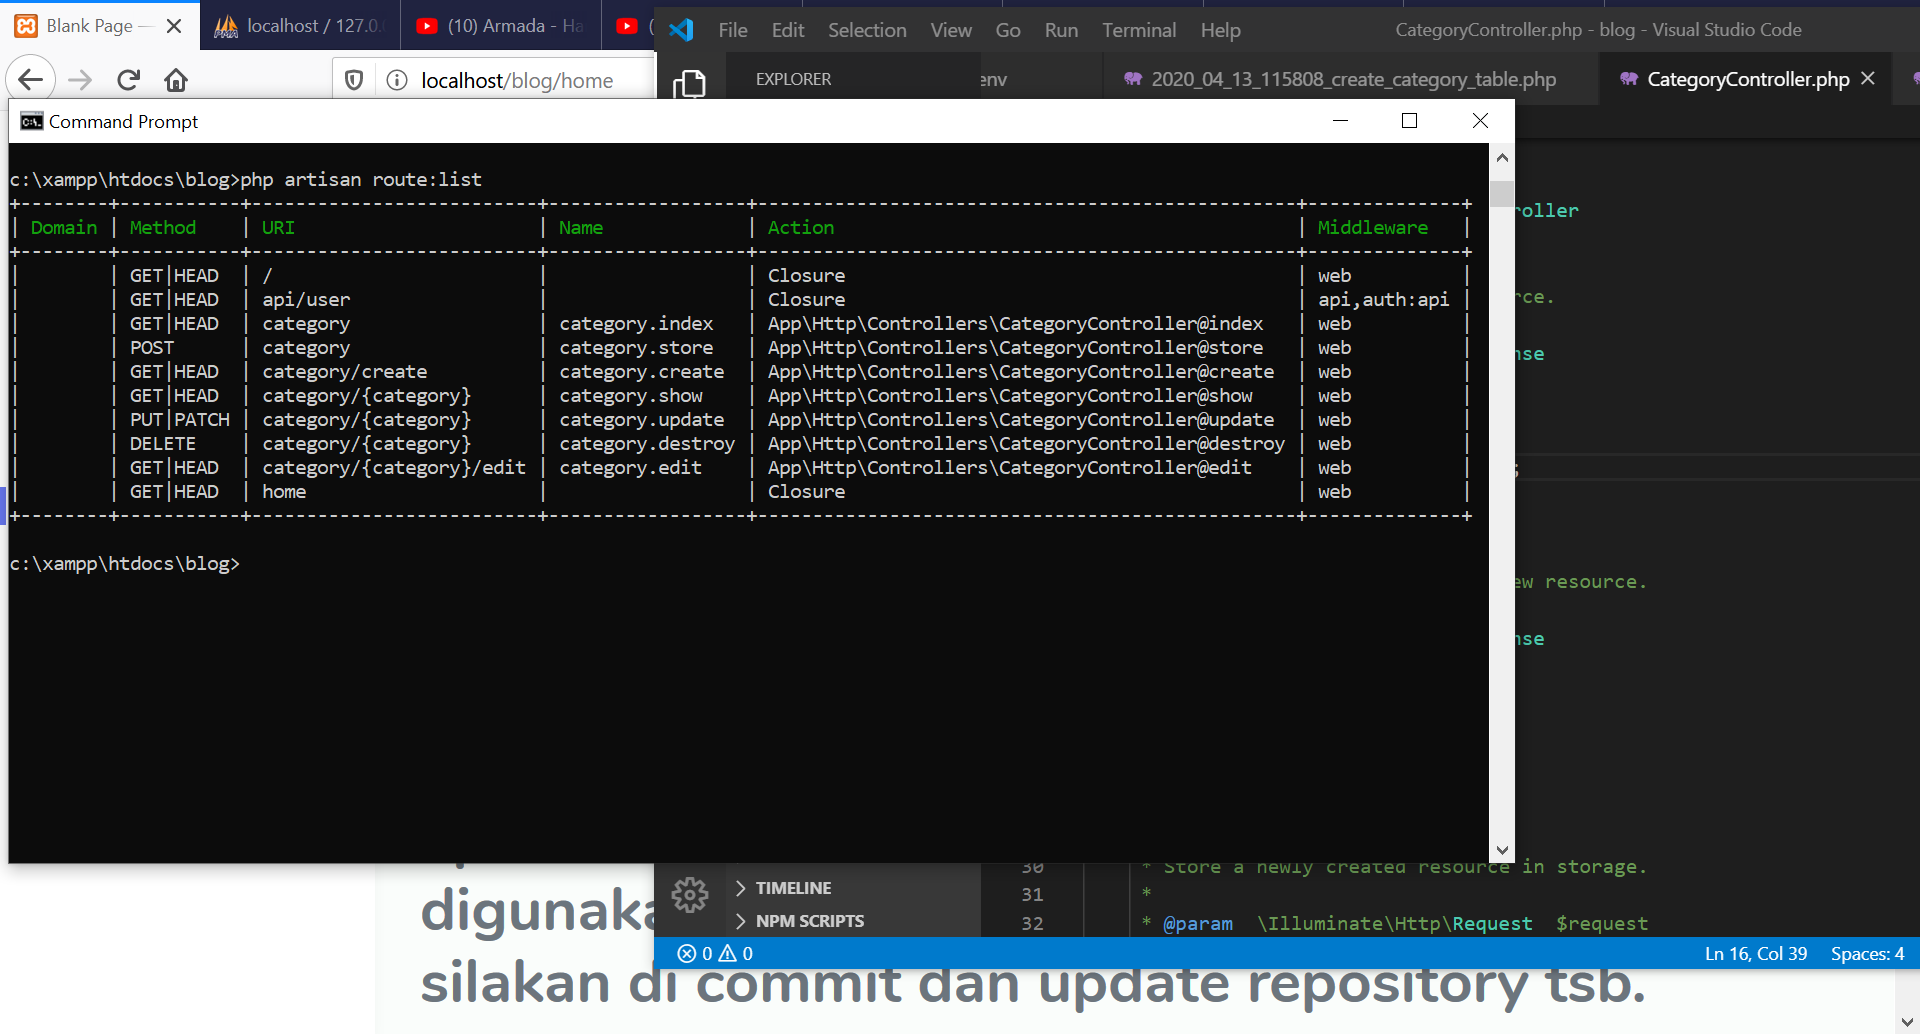 Blank Page —
localhost / 127.0.0
(10) Armada - Ha
(
File Edit Selection View Go Run Terminal Help
CategoryController.php - blog - Visual Studio Code
localhost/blog/home
EXPLORER
env
2020_04_13_115808_create_category_table.php
CategoryController.php
Command Prompt
c:\xampp\htdocs\blog>php artisan route:list
+--------+-----------+--------------------------+------------------+-------------------------------------------------+--------------+
| Domain | Method    | URI                      | Name             | Action                                          | Middleware   |
+--------+-----------+--------------------------+------------------+-------------------------------------------------+--------------+
|        | GET|HEAD  | /                        |                  | Closure                                         | web          |
|        | GET|HEAD  | api/user                 |                  | Closure                                         | api,auth:api |
|        | GET|HEAD  | category                 | category.index   | App\Http\Controllers\CategoryController@index   | web          |
|        | POST      | category                 | category.store   | App\Http\Controllers\CategoryController@store   | web          |
|        | GET|HEAD  | category/create          | category.create  | App\Http\Controllers\CategoryController@create  | web          |
|        | GET|HEAD  | category/{category}      | category.show    | App\Http\Controllers\CategoryController@show    | web          |
|        | PUT|PATCH | category/{category}      | category.update  | App\Http\Controllers\CategoryController@update  | web          |
|        | DELETE    | category/{category}      | category.destroy | App\Http\Controllers\CategoryController@destroy | web          |
|        | GET|HEAD  | category/{category}/edit | category.edit    | App\Http\Controllers\CategoryController@edit    | web          |
|        | GET|HEAD  | home                     |                  | Closure                                         | web          |
+--------+-----------+--------------------------+------------------+-------------------------------------------------+--------------+
c:\xampp\htdocs\blog>
roller
rce.
nse
;
ew resource.
nse
30 * Store a newly created resource in storage.
31 *
32 * @param \Illuminate\Http\Request $request
TIMELINE
NPM SCRIPTS
0 0
Ln 16, Col 39 Spaces: 4
digunaka
silakan di commit dan update repository tsb.